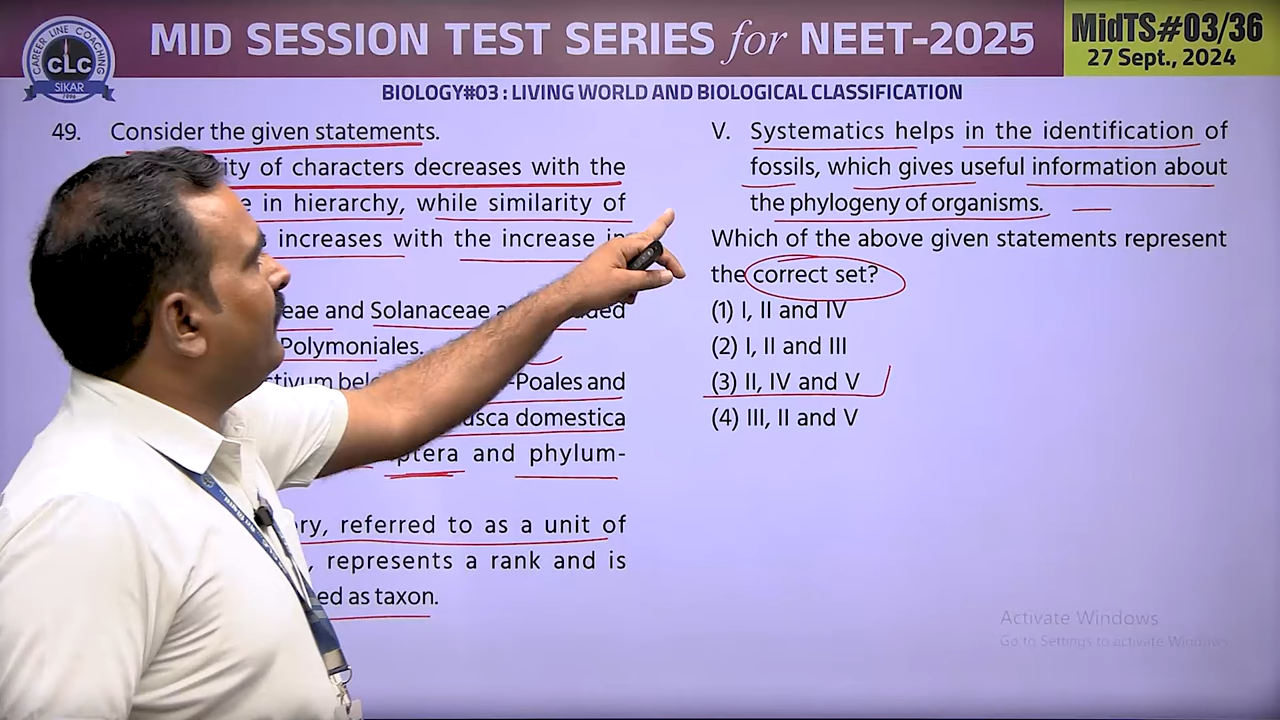 MID SESSION TEST SERIES for NEET-2025
MidTS#03/36
27 Sept., 2024
CAREER LINE COACHING
CLC
SIKAR
1996
BIOLOGY#03 : LIVING WORLD AND BIOLOGICAL CLASSIFICATION
49. Consider the given statements.
ity of characters decreases with the
e in hierarchy, while similarity of
s increases with the increase in
eae and Solanaceae
Polymoniales.
tivum -Poales and
usca domestica
ptera and phylum-
ry, referred to as a unit of
, represents a rank and is
ed as taxon.
V. Systematics helps in the identification of
fossils, which gives useful information about
the phylogeny of organisms.
Which of the above given statements represent
the correct set?
(1) I, II and IV
(2) I, II and III
(3) II, IV and V
(4) III, II and V
Activate Windows
Go to Settings to activate Windows.